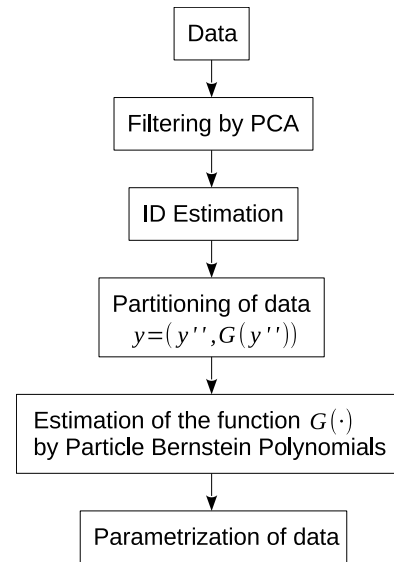 Data
Filtering by PCA
ID Estimation
Partitioning of data
y=(y'',G(y''))
Estimation of the function G(·)
by Particle Bernstein Polynomials
Parametrization of data